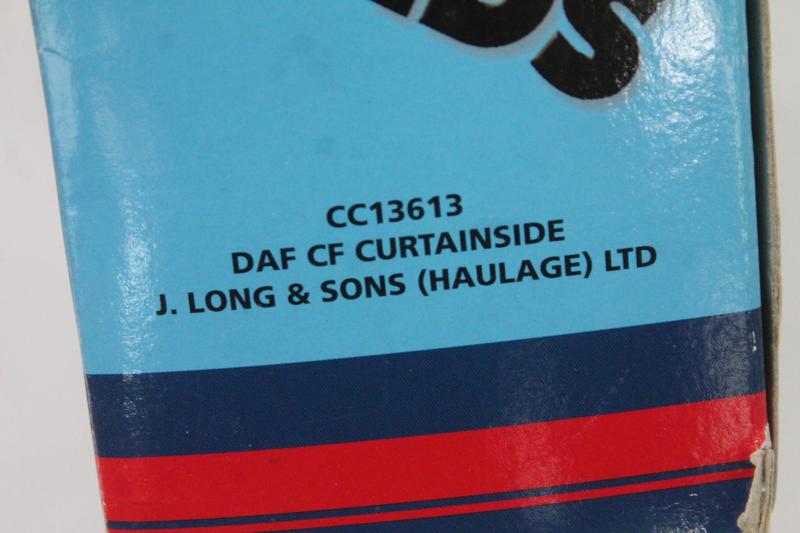 CC13613
DAF CF CURTAINSIDE
J. LONG & SONS (HAULAGE) LTD